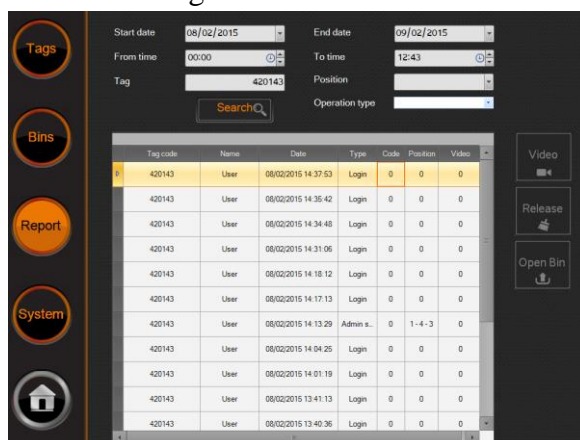 Tags
Bins
Report
System
Start date 08/02/2015 End date 09/02/2015
From time 00:00 To time 12:43
Tag 420143 Position
Search Operation type
Tag code Name Date Type Code Position Video
420143 User 08/02/2015 14:37:53 Login 0 0 0
420143 User 08/02/2015 14:35:42 Login 0 0 0
420143 User 08/02/2015 14:34:48 Login 0 0 0
420143 User 08/02/2015 14:31:06 Login 0 0 0
420143 User 08/02/2015 14:18:12 Login 0 0 0
420143 User 08/02/2015 14:17:13 Login 0 0 0
420143 User 08/02/2015 14:13:29 Admin s.. 0 1 - 4 - 3 0
420143 User 08/02/2015 14:04:25 Login 0 0 0
420143 User 08/02/2015 14:01:19 Login 0 0 0
420143 User 08/02/2015 13:41:13 Login 0 0 0
420143 User 08/02/2015 13:40:36 Login 0 0 0
Video
Release
Open Bin